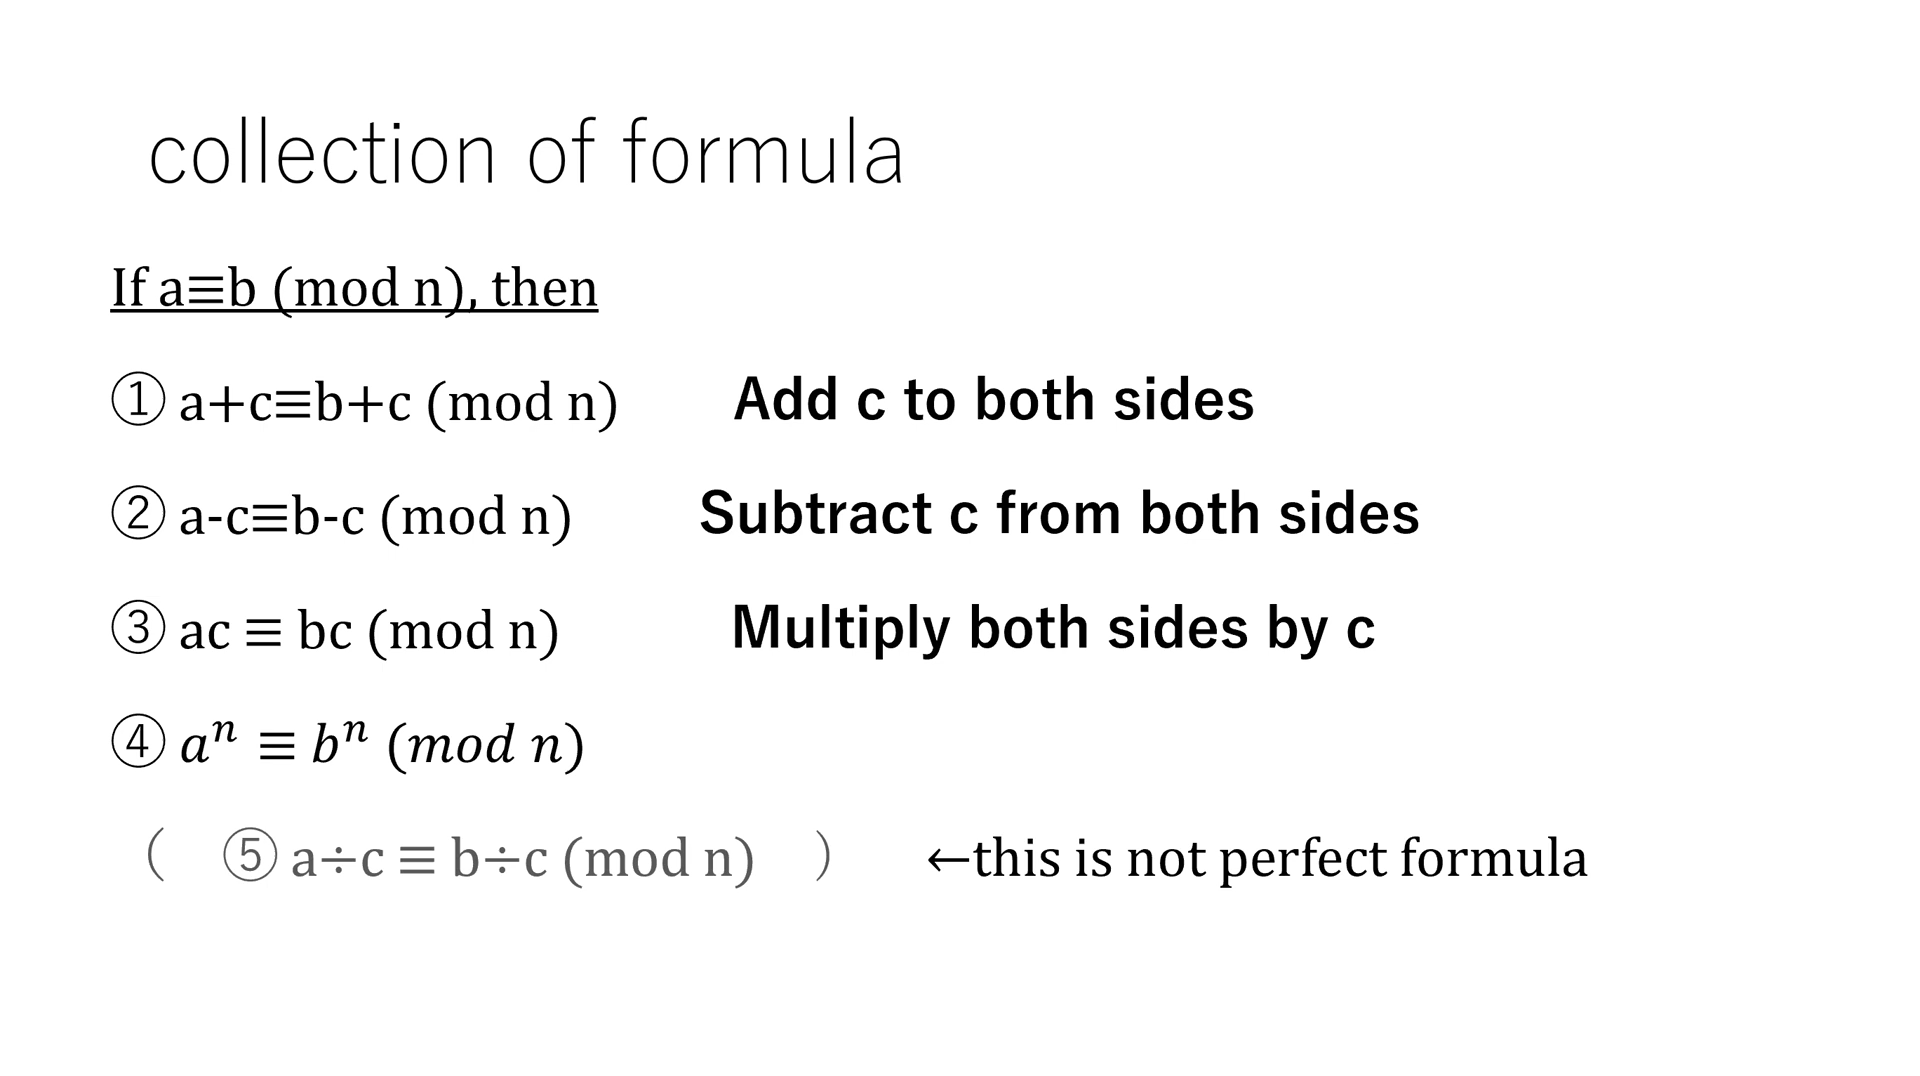 collection of formula
If a≡b (mod n), then
① a+c≡b+c (mod n) Add c to both sides
② a-c≡b-c (mod n) Subtract c from both sides
③ ac ≡ bc (mod n) Multiply both sides by c
④ aⁿ ≡ bⁿ (mod n)
( ⑤ a÷c ≡ b÷c (mod n) ) ←this is not perfect formula